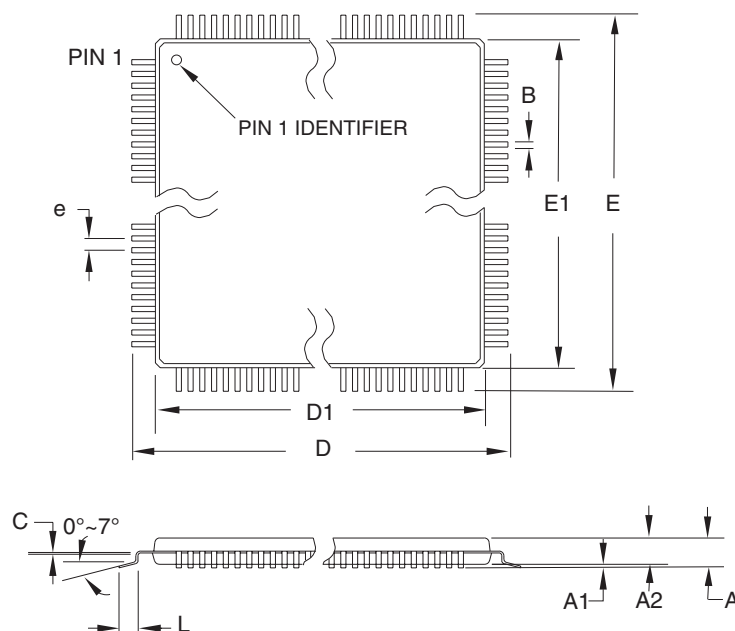 PIN 1
PIN 1 IDENTIFIER
B
e
E1
E
D1
D
C
0°~7°
L
A1
A2
A